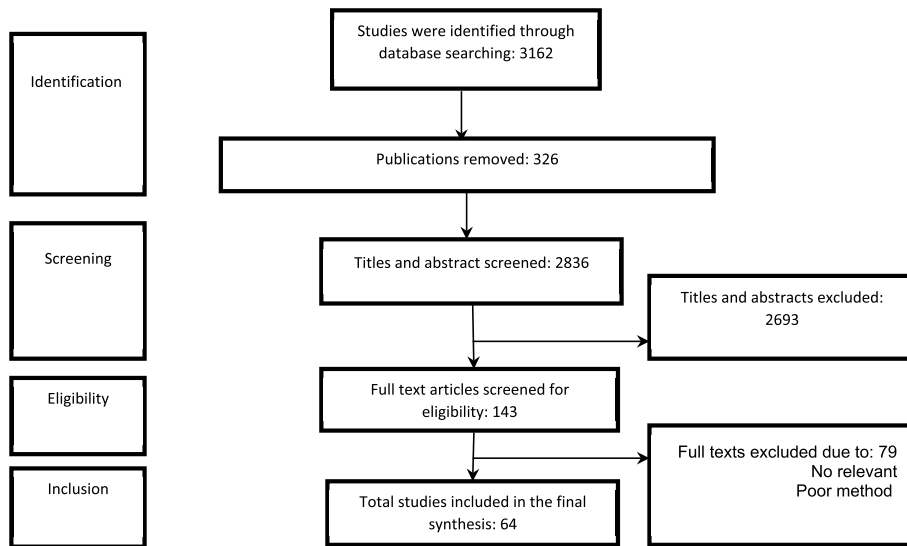 Identification
Studies were identified through
database searching: 3162
Publications removed: 326
Screening
Titles and abstract screened: 2836
Titles and abstracts excluded:
2693
Eligibility
Full text articles screened for
eligibility: 143
Full texts excluded due to: 79
No relevant
Poor method
Inclusion
Total studies included in the final
synthesis: 64